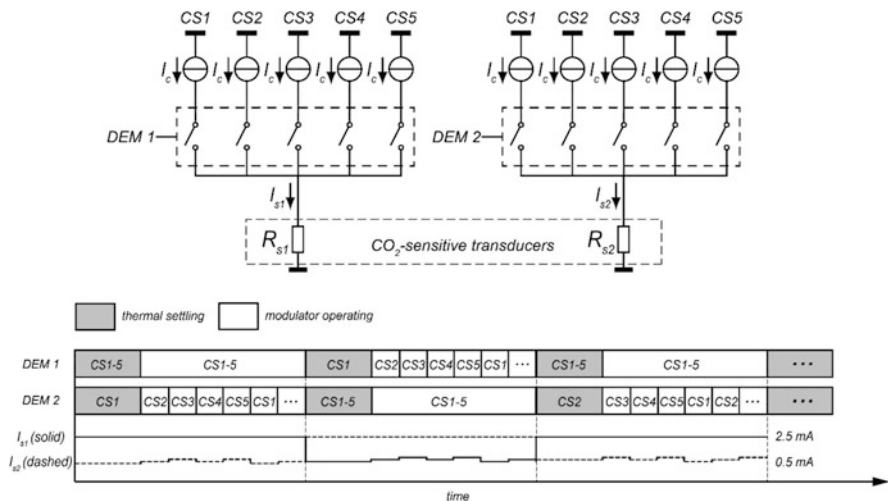 CS1 CS2 CS3 CS4 CS5 CS1 CS2 CS3 CS4 CS5
Ic Ic Ic Ic Ic Ic Ic Ic Ic Ic
DEM 1 DEM 2
Is1 Is2
Rs1 CO2-sensitive transducers Rs2
thermal settling modulator operating
DEM 1 CS1-5 CS1-5 CS1 CS2 CS3 CS4 CS5 CS1 ··· CS1-5 CS1-5 ···
DEM 2 CS1 CS2 CS3 CS4 CS5 CS1 ··· CS1-5 CS1-5 CS2 CS3 CS4 CS5 CS1 CS2 ··· ···
Is1 (solid) 2.5 mA
Is2 (dashed) 0.5 mA
time